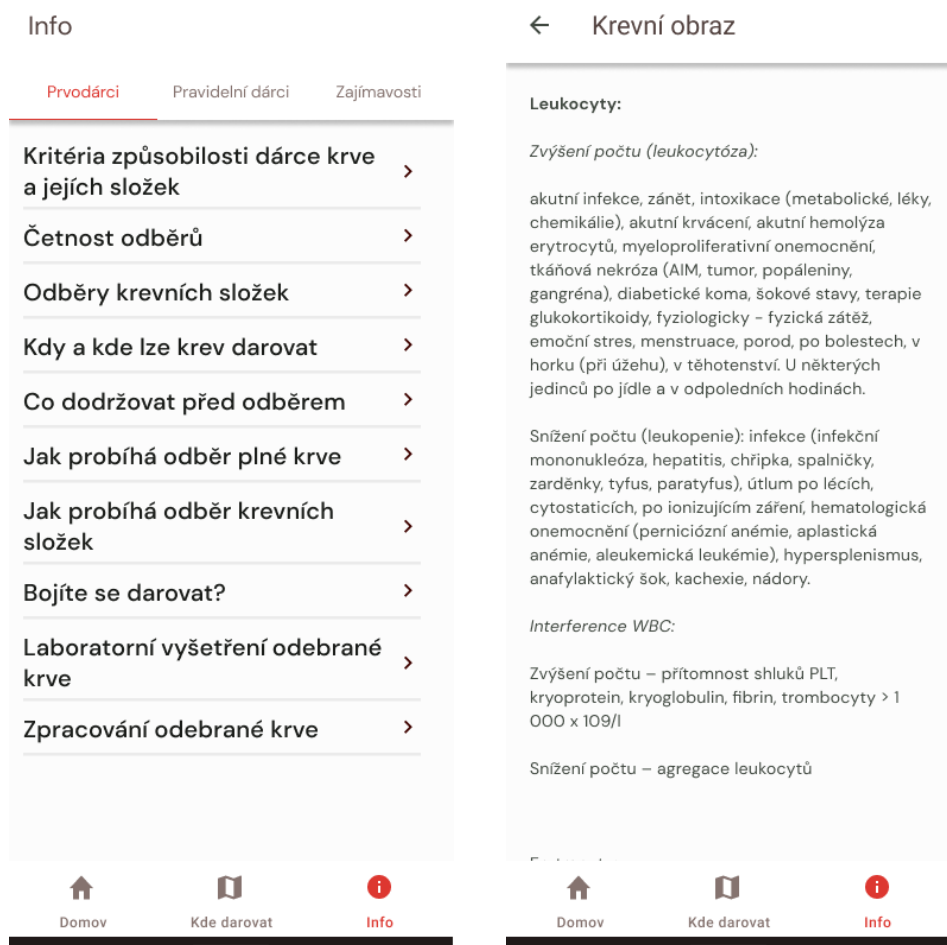 Info
Prvodárci
Pravidelní dárci
Zajímavosti
Kritéria způsobilosti dárce krve
a jejích složek
Četnost odběrů
Odběry krevních složek
Kdy a kde lze krev darovat
Co dodržovat před odběrem
Jak probíhá odběr plné krve
Jak probíhá odběr krevních
složek
Bojíte se darovat?
Laboratorní vyšetření odebrané
krve
Zpracování odebrané krve
Domov
Kde darovat
Info
Krevní obraz
Leukocyty:
Zvýšení počtu (leukocytóza):
akutní infekce, zánět, intoxikace (metabolické, léky,
chemikálie), akutní krvácení, akutní hemolýza
erytrocytů, myeloproliferativní onemocnění,
tkáňová nekróza (AIM, tumor, popáleniny,
gangréna), diabetické koma, šokové stavy, terapie
glukokortikoidy, fyziologicky - fyzická zátěž,
emoční stres, menstruace, porod, po bolestech, v
horku (při úžehu), v těhotenství. U některých
jedinců po jídle a v odpoledních hodinách.
Snížení počtu (leukopenie): infekce (infekční
mononukleóza, hepatitis, chřipka, spalničky,
zarděnky, tyfus, paratyfus), útlum po lécích,
cytostaticích, po ionizujícím záření, hematologická
onemocnění (perniciózní anémie, aplastická
anémie, aleukemická leukémie), hypersplenismus,
anafylaktický šok, kachexie, nádory.
Interference WBC:
Zvýšení počtu – přítomnost shluků PLT,
kryoprotein, kryoglobulin, fibrin, trombocyty > 1
000 x 109/l
Snížení počtu – agregace leukocytů
Domov
Kde darovat
Info